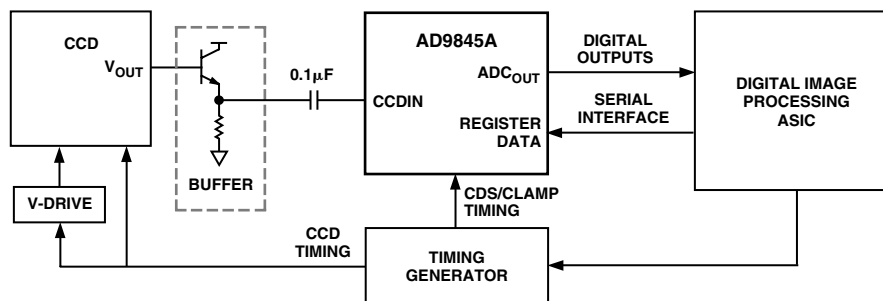 CCD
V_OUT
BUFFER
0.1µF
AD9845A
CCDIN
ADC_OUT
REGISTER
DATA
DIGITAL
OUTPUTS
SERIAL
INTERFACE
DIGITAL IMAGE
PROCESSING
ASIC
V-DRIVE
CCD
TIMING
CDS/CLAMP
TIMING
TIMING
GENERATOR